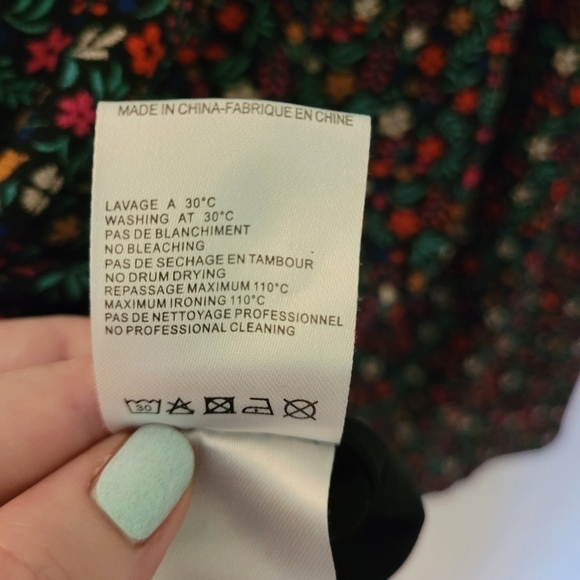 MADE IN CHINA-FABRIQUE EN CHINE
LAVAGE A 30°C
WASHING AT 30°C
PAS DE BLANCHIMENT
NO BLEACHING
PAS DE SECHAGE EN TAMBOUR
NO DRUM DRYING
REPASSAGE MAXIMUM 110°C
MAXIMUM IRONING 110°C
PAS DE NETTOYAGE PROFESSIONNEL
NO PROFESSIONAL CLEANING
30